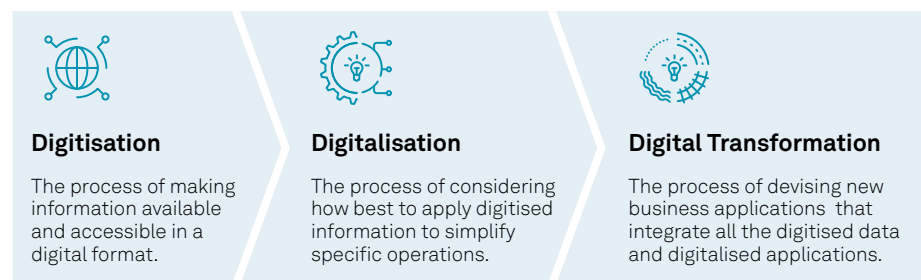 Digitisation
The process of making
information available
and accessible in a
digital format.
Digitalisation
The process of considering
how best to apply digitised
information to simplify
specific operations.
Digital Transformation
The process of devising new
business applications  that
integrate all the digitised data
and digitalised applications.